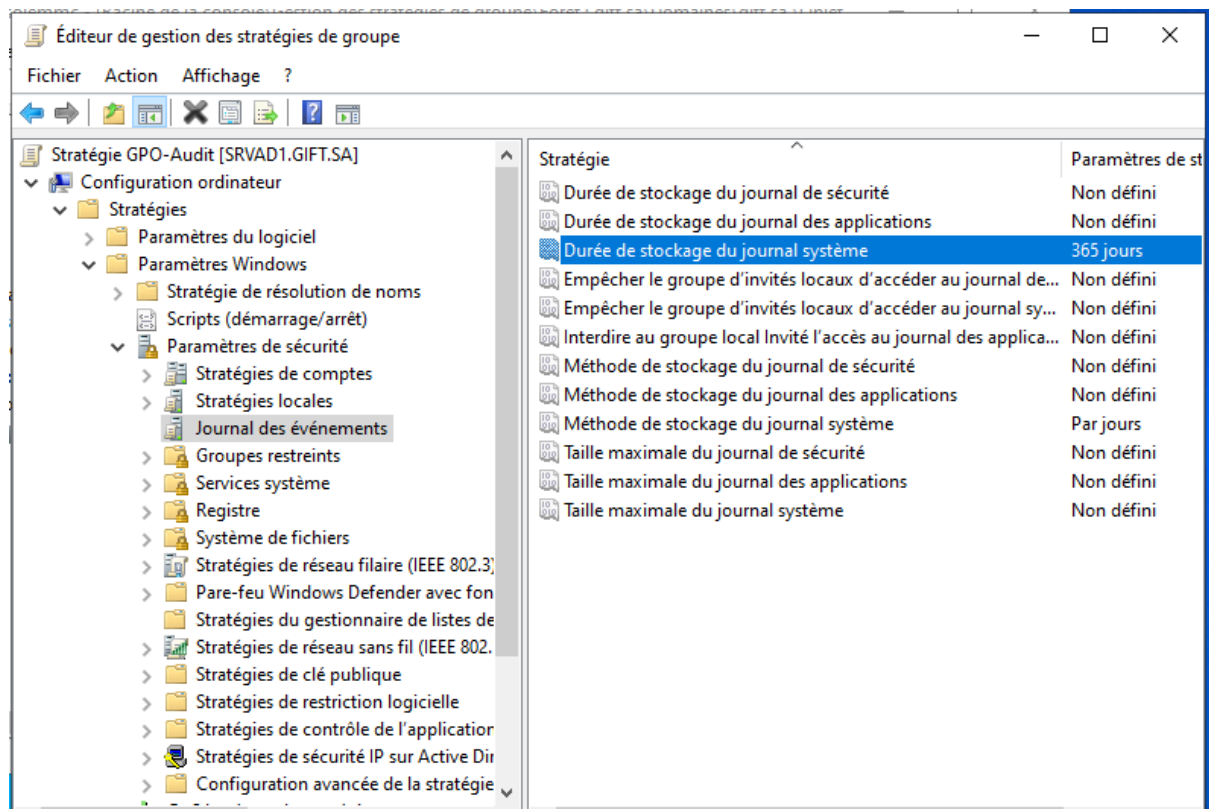 Éditeur de gestion des stratégies de groupe
Fichier Action Affichage ?
Stratégie GPO-Audit [SRVAD1.GIFT.SA]
Configuration ordinateur
Stratégies
Paramètres du logiciel
Paramètres Windows
Stratégie de résolution de noms
Scripts (démarrage/arrêt)
Paramètres de sécurité
Stratégies de comptes
Stratégies locales
Journal des événements
Groupes restreints
Services système
Registre
Système de fichiers
Stratégies de réseau filaire (IEEE 802.3)
Pare-feu Windows Defender avec fon
Stratégies du gestionnaire de listes de
Stratégies de réseau sans fil (IEEE 802.
Stratégies de clé publique
Stratégies de restriction logicielle
Stratégies de contrôle de l'application
Stratégies de sécurité IP sur Active Dir
Configuration avancée de la stratégie
Stratégie Paramètres de st
Durée de stockage du journal de sécurité Non défini
Durée de stockage du journal des applications Non défini
Durée de stockage du journal système 365 jours
Empêcher le groupe d'invités locaux d'accéder au journal de... Non défini
Empêcher le groupe d'invités locaux d'accéder au journal sy... Non défini
Interdire au groupe local Invité l'accès au journal des applica... Non défini
Méthode de stockage du journal de sécurité Non défini
Méthode de stockage du journal des applications Non défini
Méthode de stockage du journal système Par jours
Taille maximale du journal de sécurité Non défini
Taille maximale du journal des applications Non défini
Taille maximale du journal système Non défini